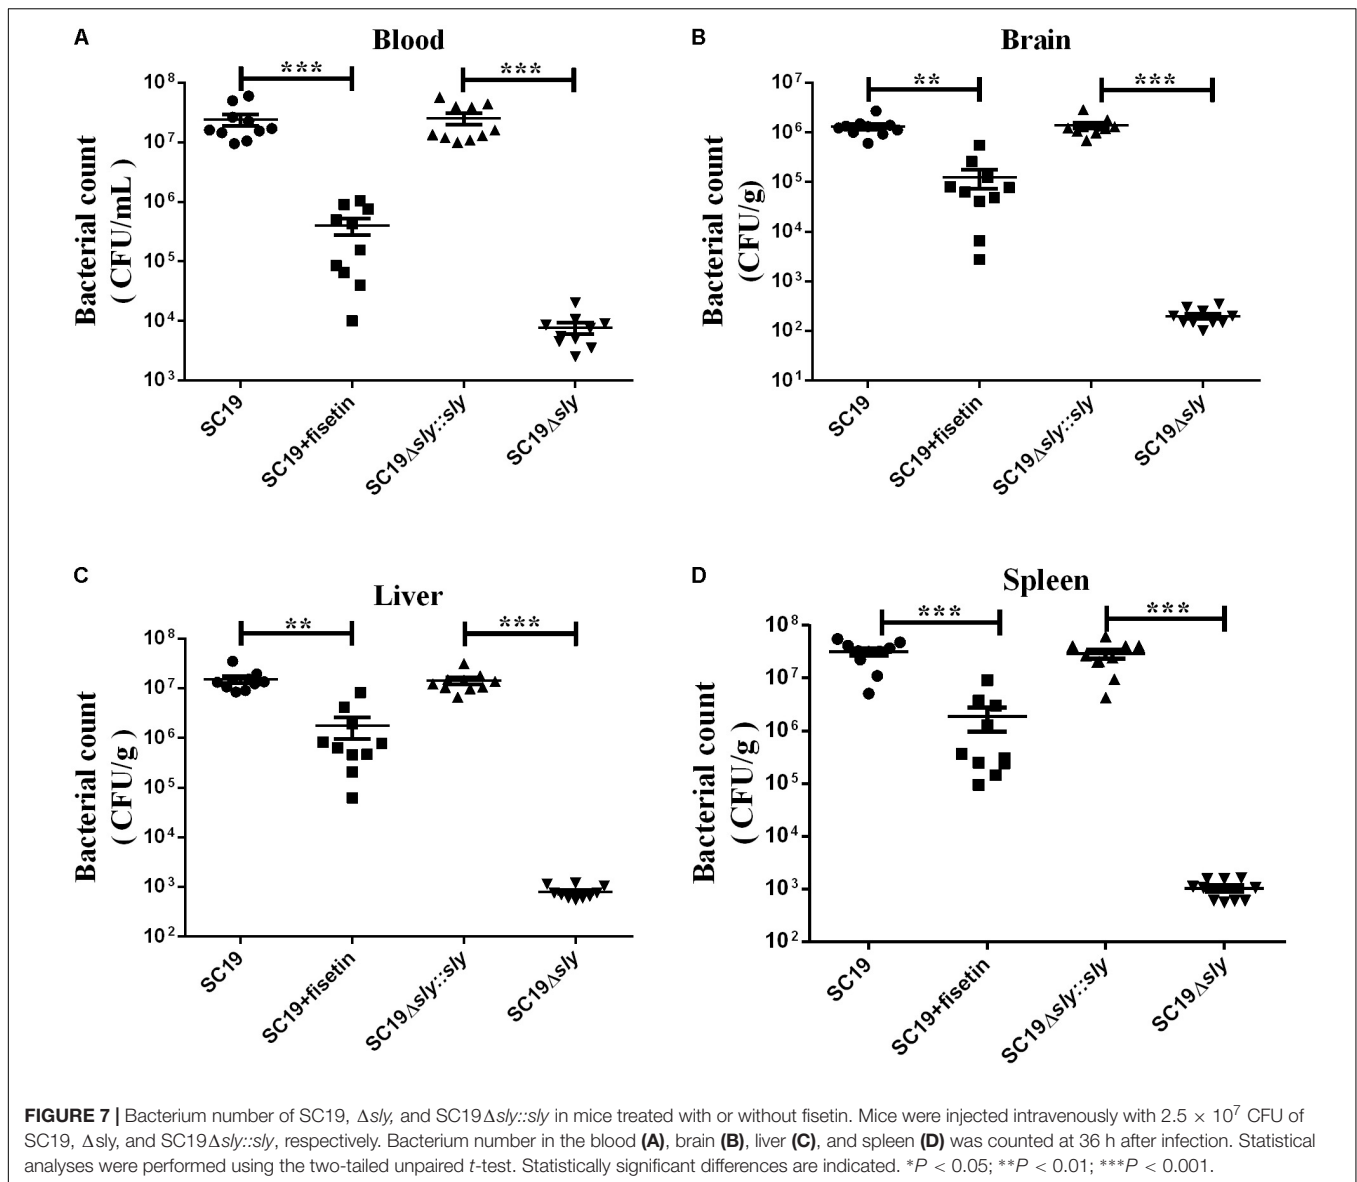 A
Blood
Bacterial count
( CFU/mL )
10⁸
10⁷
10⁶
10⁵
10⁴
10³
***
***
SC19
SC19+fisetin
SC19Δsly::sly
SC19Δsly
B
Brain
Bacterial count
(CFU/g)
10⁷
10⁶
10⁵
10⁴
10³
10²
10¹
**
***
SC19
SC19+fisetin
SC19Δsly::sly
SC19Δsly
C
Liver
Bacterial count
( CFU/g )
10⁸
10⁷
10⁶
10⁵
10⁴
10³
10²
**
***
SC19
SC19+fisetin
SC19Δsly::sly
SC19Δsly
D
Spleen
Bacterial count
( CFU/g )
10⁸
10⁷
10⁶
10⁵
10⁴
10³
10²
***
***
SC19
SC19+fisetin
SC19Δsly::sly
SC19Δsly
FIGURE 7 | Bacterium number of SC19, Δsly, and SC19Δsly::sly in mice treated with or without fisetin. Mice were injected intravenously with 2.5 × 10⁷ CFU of
SC19, Δsly, and SC19Δsly::sly, respectively. Bacterium number in the blood (A), brain (B), liver (C), and spleen (D) was counted at 36 h after infection. Statistical
analyses were performed using the two-tailed unpaired t-test. Statistically significant differences are indicated. *P < 0.05; **P < 0.01; ***P < 0.001.